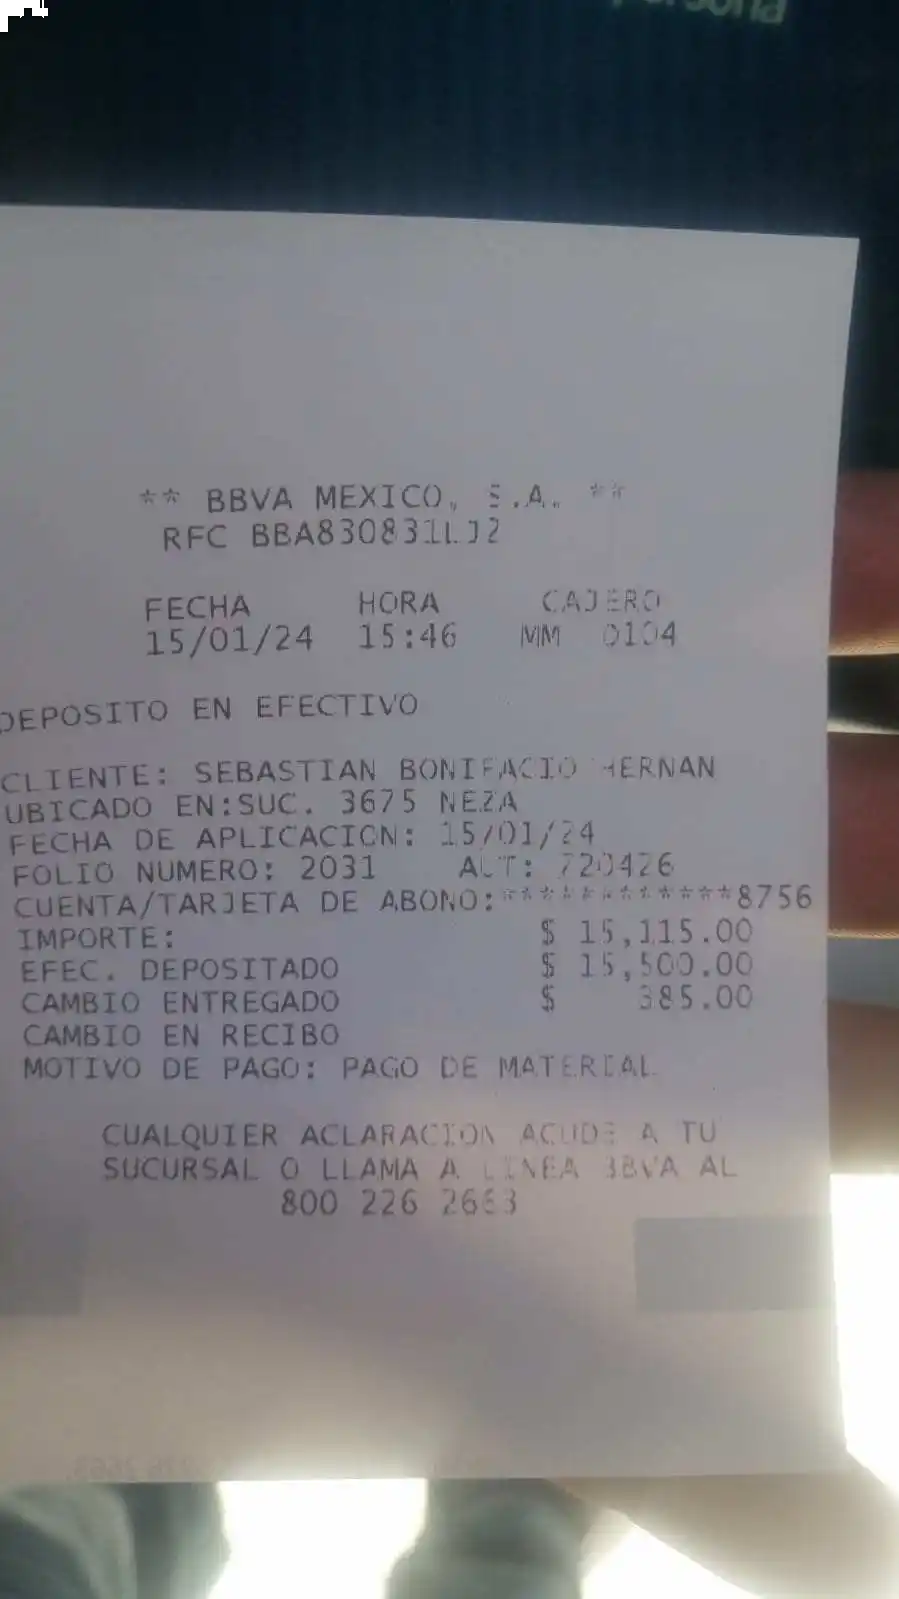 ** BBVA MEXICO, S.A. **
RFC BBA830831LJ2
FECHA HORA CAJERO
15/01/24 15:46 MM 0104
DEPOSITO EN EFECTIVO
CLIENTE: SEBASTIAN BONIFACIO HERNAN
UBICADO EN:SUC. 3675 NEZA
FECHA DE APLICACION: 15/01/24
FOLIO NUMERO: 2031 AUT: 720426
CUENTA/TARJETA DE ABONO:************8756
IMPORTE: $ 15,115.00
EFEC. DEPOSITADO $ 15,500.00
CAMBIO ENTREGADO $ 385.00
CAMBIO EN RECIBO
MOTIVO DE PAGO: PAGO DE MATERIAL
CUALQUIER ACLARACION ACUDE A TU
SUCURSAL O LLAMA A LINEA BBVA AL
800 226 2663